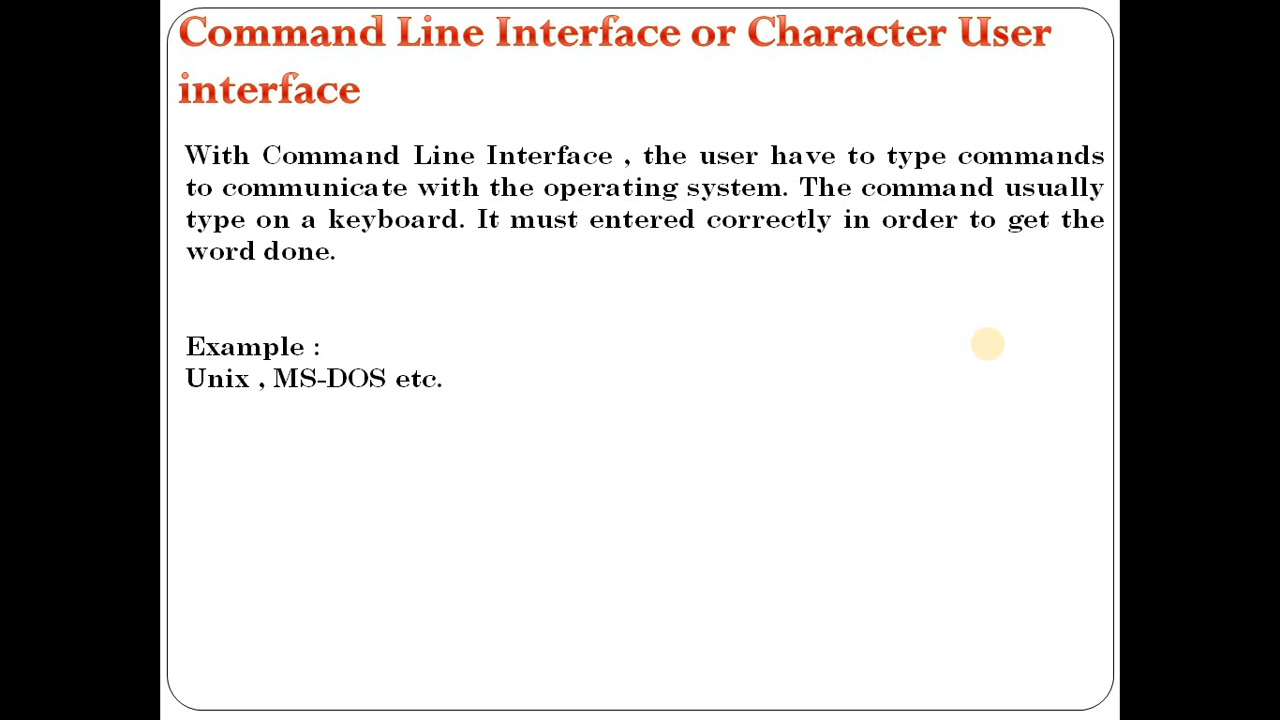 Command Line Interface or Character User
interface
With Command Line Interface , the user have to type commands
to communicate with the operating system. The command usually
type on a keyboard. It must entered correctly in order to get the
word done.
Example :
Unix , MS-DOS etc.